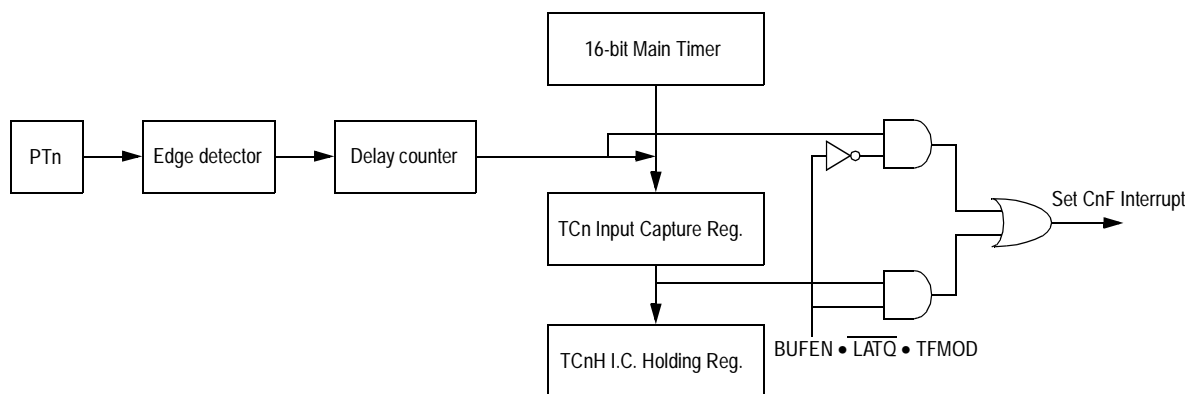 16-bit Main Timer
PTn
Edge detector
Delay counter
Set CnF Interrupt
TCn Input Capture Reg.
BUFEN • L̅A̅T̅Q̅ • TFMOD
TCnH I.C. Holding Reg.